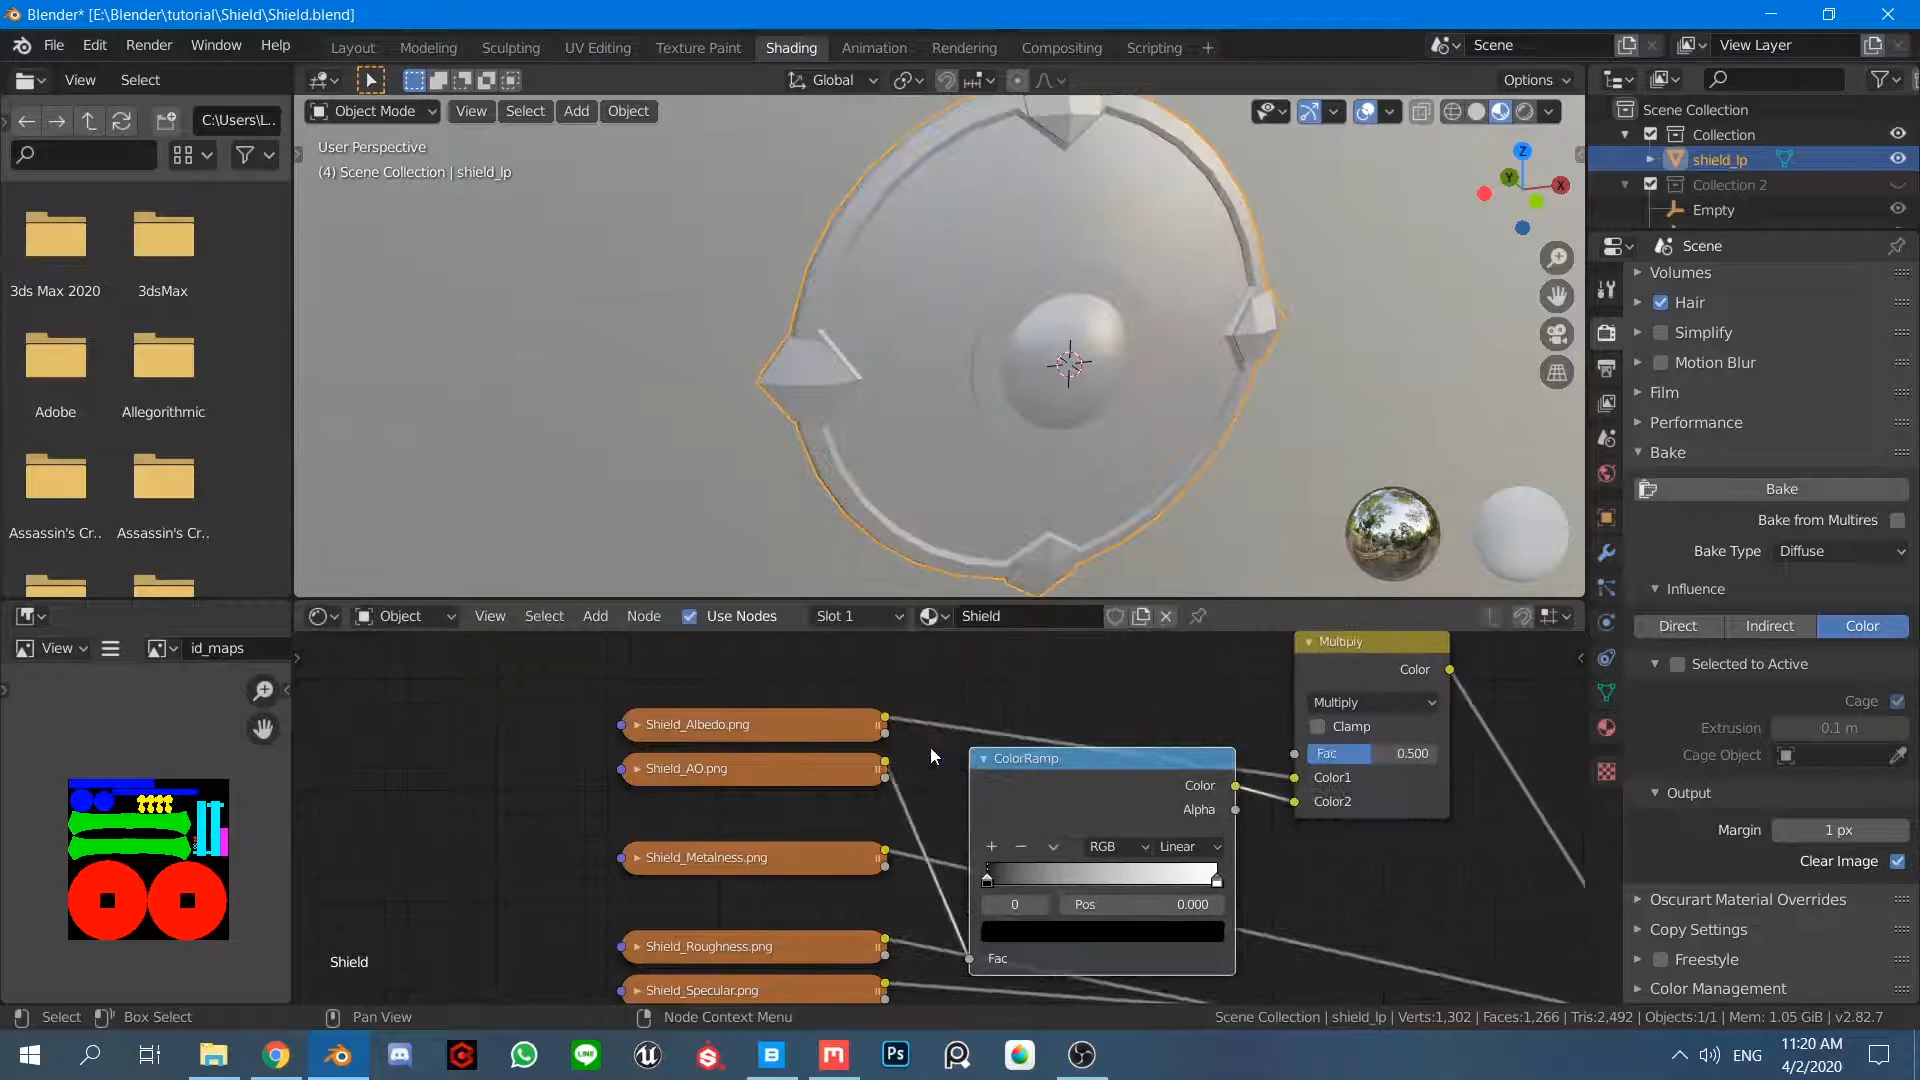 Blender* [E:\Blender\tutorial\Shield\Shield.blend]
File Edit Render Window Help
Layout Modeling Sculpting UV Editing Texture Paint Shading Animation Rendering Compositing Scripting +
Scene
View Layer
View Select
Global
Options
C:\Users\L..
Object Mode View Select Add Object
User Perspective
(4) Scene Collection | shield_lp
Z
Y
X
3ds Max 2020
3dsMax
Adobe
Allegorithmic
Assassin's Cr..
Assassin's Cr..
Scene Collection
Collection
shield_lp
Collection 2
Empty
Scene
Volumes
Hair
Simplify
Motion Blur
Film
Performance
Bake
Bake
Bake from Multires
Bake Type Diffuse
Influence
Direct Indirect Color
Selected to Active
Cage
Extrusion 0.1 m
Cage Object
Output
Margin 1 px
Clear Image
Oscurart Material Overrides
Copy Settings
Freestyle
Color Management
View
id_maps
Object View Select Add Node Use Nodes Slot 1 Shield
Shield_Albedo.png
Shield_AO.png
Shield_Metalness.png
Shield_Roughness.png
Shield_Specular.png
ColorRamp
Color
Alpha
RGB Linear
0 Pos 0.000
Fac
Multiply
Color
Multiply
Clamp
Fac 0.500
Color1
Color2
Shield
Select Box Select Pan View Node Context Menu
Scene Collection | shield_lp | Verts:1,302 | Faces:1,266 | Tris:2,492 | Objects:1/1 | Mem: 1.05 GiB | v2.82.7
LINE
Ps
ENG
11:20 AM
4/2/2020